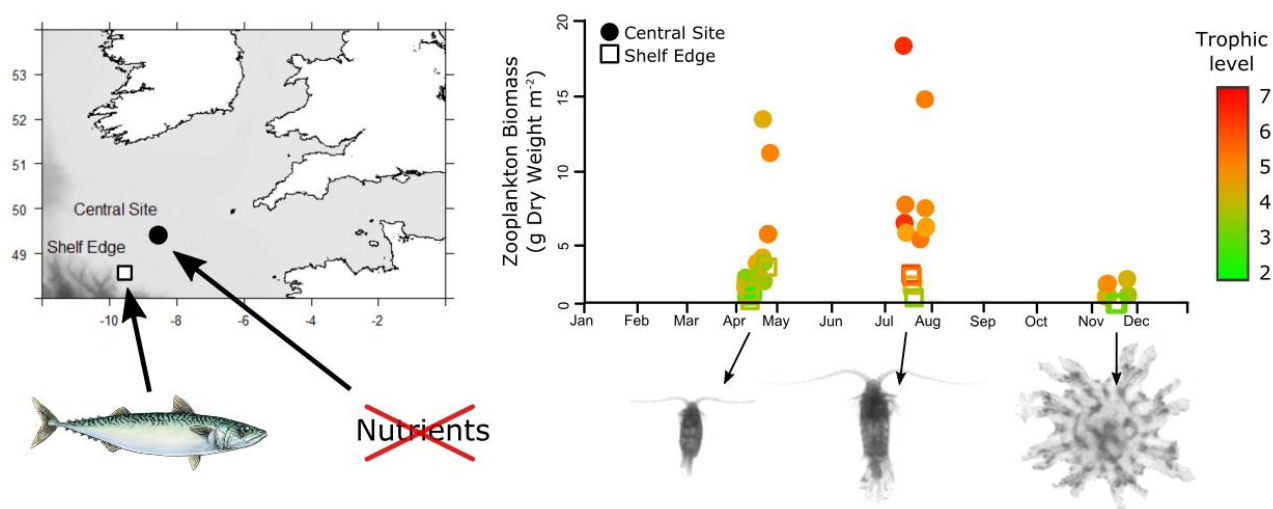 53
52
51
50
49
48
Central Site
Shelf Edge
-10
-8
-6
-4
-2
Nutrients
Zooplankton Biomass
(g Dry Weight m⁻²)
20
15
10
5
0
Central Site
Shelf Edge
Jan
Feb
Mar
Apr
May
Jun
Jul
Aug
Sep
Oct
Nov
Dec
Trophic
level
7
6
5
4
3
2